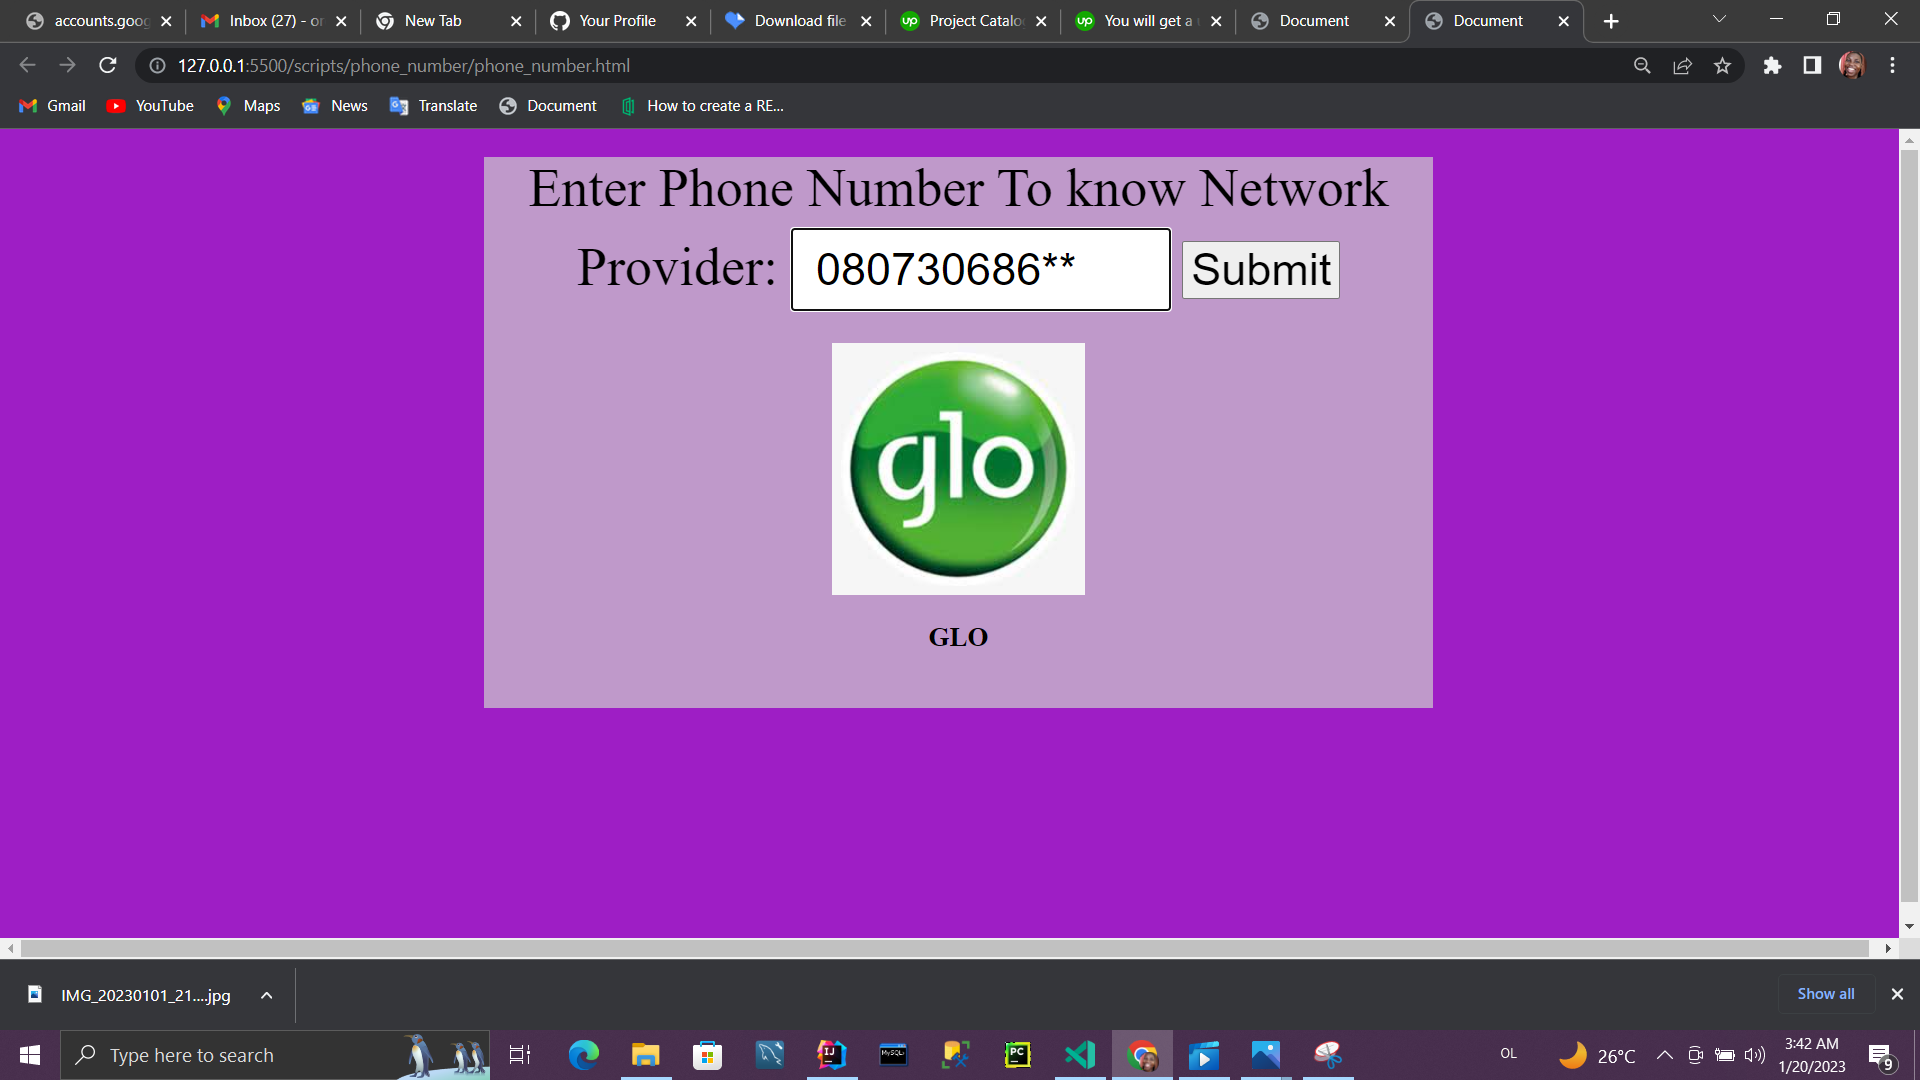 accounts.goog
Inbox (27) - or
New Tab
Your Profile
Download file
Project Catalo
You will get a
Document
Document
127.0.0.1:5500/scripts/phone_number/phone_number.html
Gmail
YouTube
Maps
News
Translate
Document
How to create a RE...
Enter Phone Number To know Network
Provider: 080730686** Submit
glo
GLO
IMG_20230101_21....jpg
Show all
Type here to search
OL
26°C
3:42 AM
1/20/2023
9